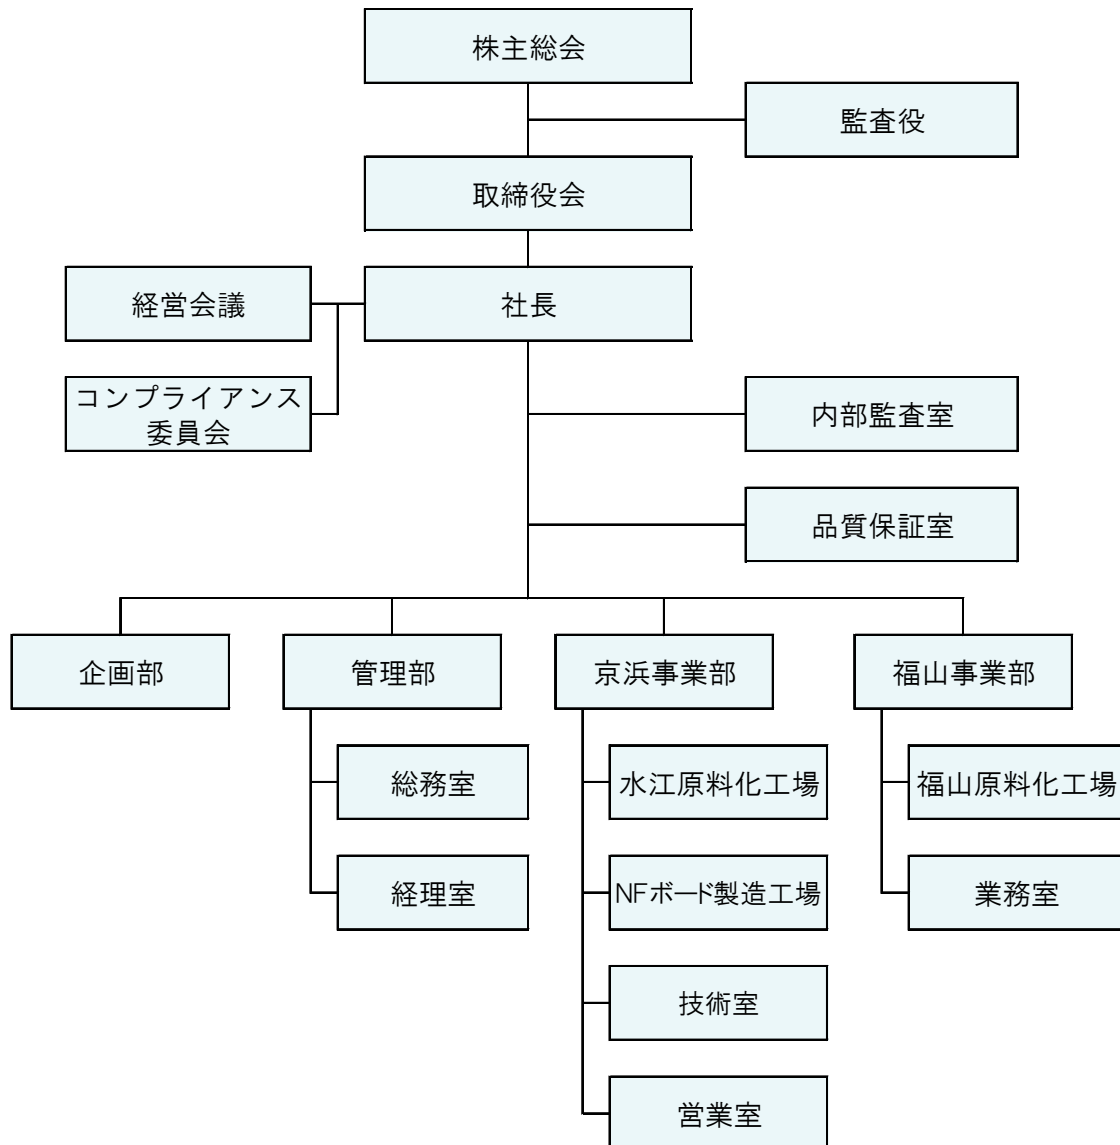 株主総会
監査役
取締役会
経営会議
社長
コンプライアンス
委員会
内部監査室
品質保証室
企画部
管理部
京浜事業部
福山事業部
総務室
水江原料化工場
福山原料化工場
経理室
NFボード製造工場
業務室
技術室
営業室